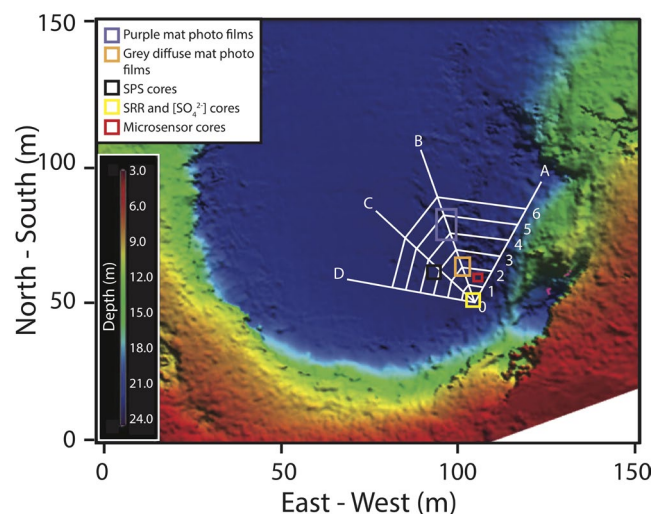 150
Purple mat photo films
Grey diffuse mat photo
films
SPS cores
SRR and [SO₄²⁻] cores
Microsensor cores
North - South (m)
100
50
0
Depth (m)
3.0
6.0
9.0
12.0
15.0
18.0
21.0
24.0
B
A
C
D
6
5
4
3
2
1
0
0
50
100
150
East - West (m)